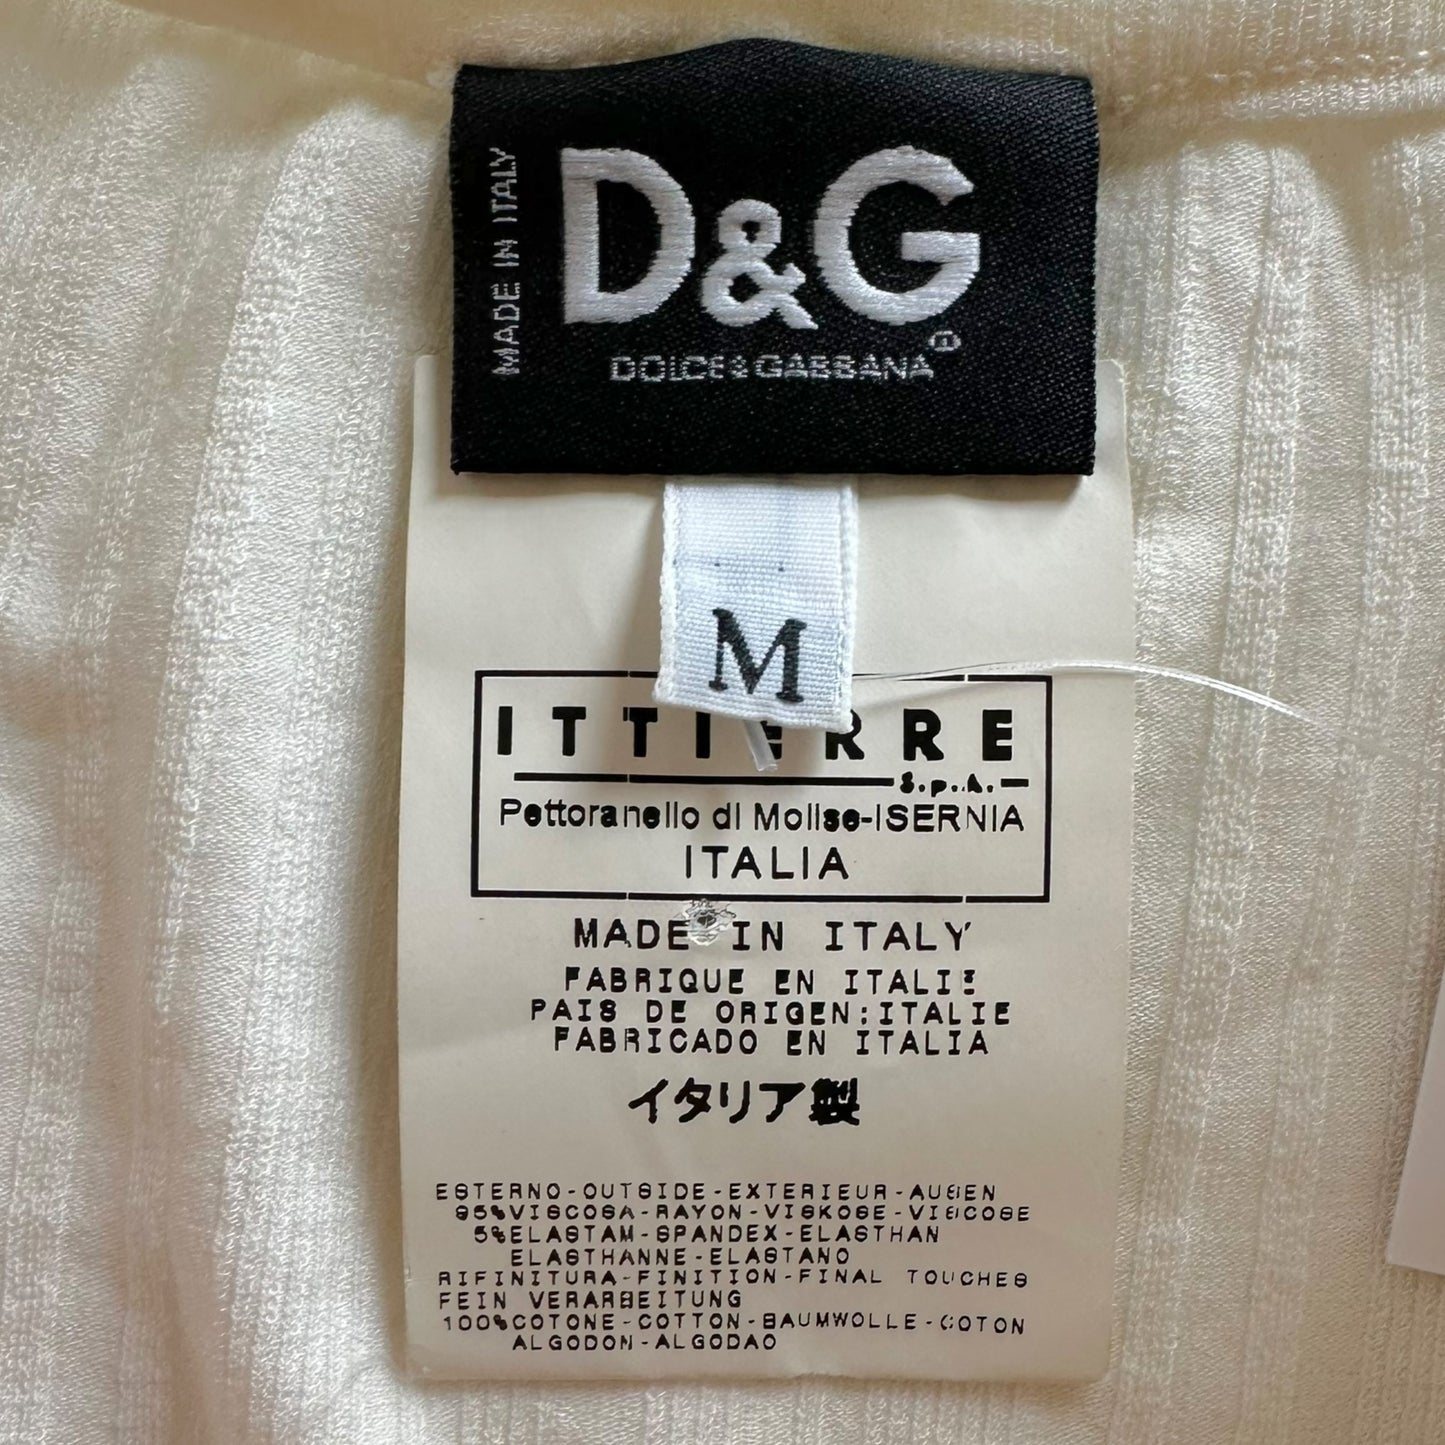 MADE IN ITALY
D&G
DOLCE&GABBANA
M
ITTIERRE
S.p.A.
Pettoranello di Molise-ISERNIA
ITALIA
MADE IN ITALY
FABRIQUE EN ITALIE
PAIS DE ORIGEN:ITALIE
FABRICADO EN ITALIA
イタリア製
ESTERNO-OUTSIDE-EXTERIEUR-AUSEN
95%VISCOSA-RAYON-VISKOSE-VISCOSE
5%ELASTAM-SPANDEX-ELASTHAN
ELASTHANNE-ELASTANO
RIFINITURA-FINITION-FINAL TOUCHES
FEIN VERARBEITUNG
100%COTONE-COTTON-BAUMWOLLE-COTON
ALGODON-ALGODAO